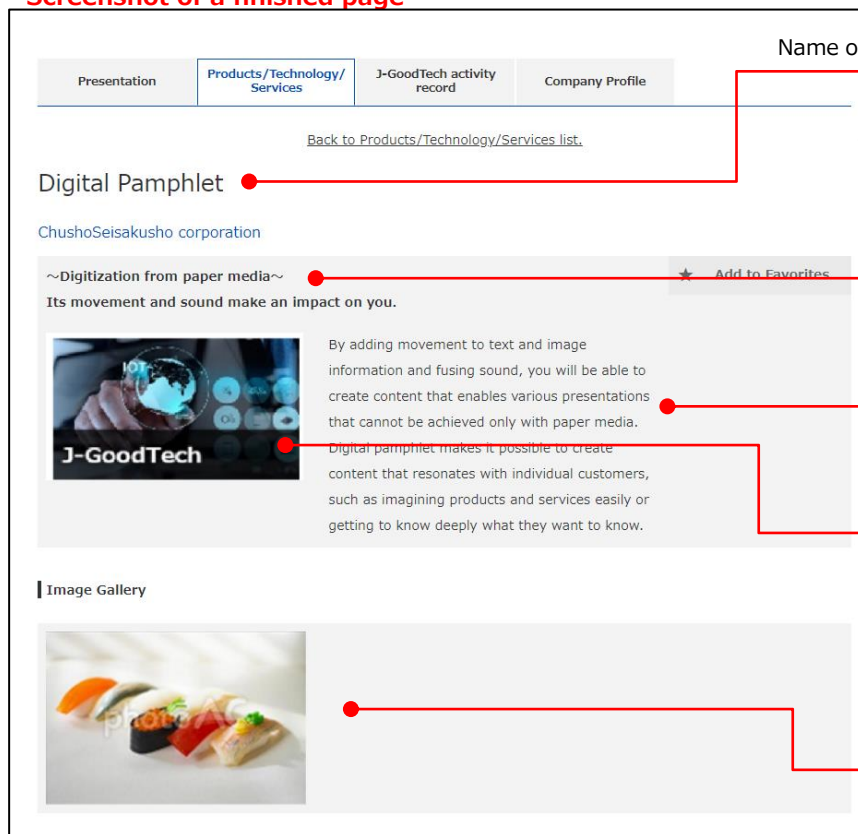 Screenshot of a finished page
Name o
Presentation
Products/Technology/
Services
J-GoodTech activity
record
Company Profile
Back to Products/Technology/Services list.
Digital Pamphlet
ChushoSeisakusho corporation
～Digitization from paper media～
Its movement and sound make an impact on you.
★ Add to Favorites
IOT
J-GoodTech
By adding movement to text and image
information and fusing sound, you will be able to
create content that enables various presentations
that cannot be achieved only with paper media.
Digital pamphlet makes it possible to create
content that resonates with individual customers,
such as imagining products and services easily or
getting to know deeply what they want to know.
Image Gallery
photoAC